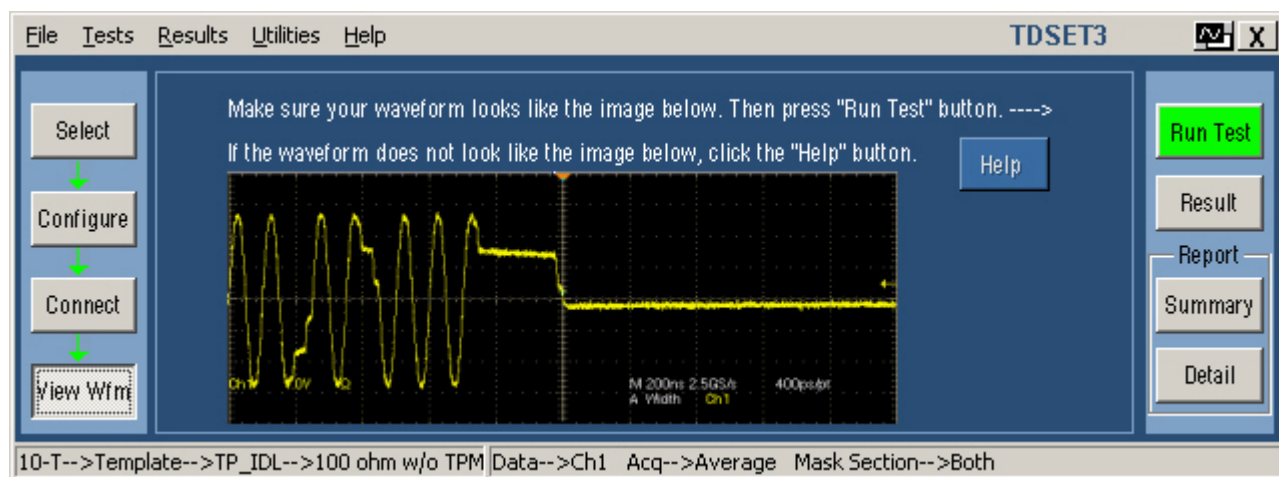 File Tests Results Utilities Help TDSET3 X
Make sure your waveform looks like the image below. Then press "Run Test" button. ---->
If the waveform does not look like the image below, click the "Help" button.
Help
Select
Configure
Connect
View Wfm
Run Test
Result
Report
Summary
Detail
Ch1
M 200ns 2.5GS/s 400ps/pt
A Width Ch1
10-T-->Template-->TP_IDL-->100 ohm w/o TPM Data-->Ch1 Acq-->Average Mask Section-->Both